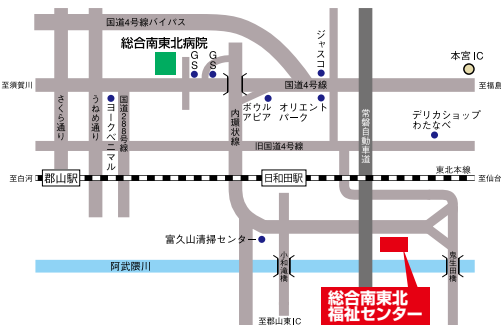 国道4号線バイパス
総合南東北病院
GS
GS
ジャスコ
本宮IC
至須賀川
国道4号線
至福島
さくら通り
うねめ通り
ヨークベニマル
国道288号線
内環状線
ボウルアピア
オリエントパーク
常磐自動車道
デリカショップ
わたなべ
旧国道4号線
東北本線
至白河
郡山駅
日和田駅
至仙台
富久山清掃センター
小和滝橋
鬼生田橋
阿武隈川
総合南東北
福祉センター
至郡山東IC